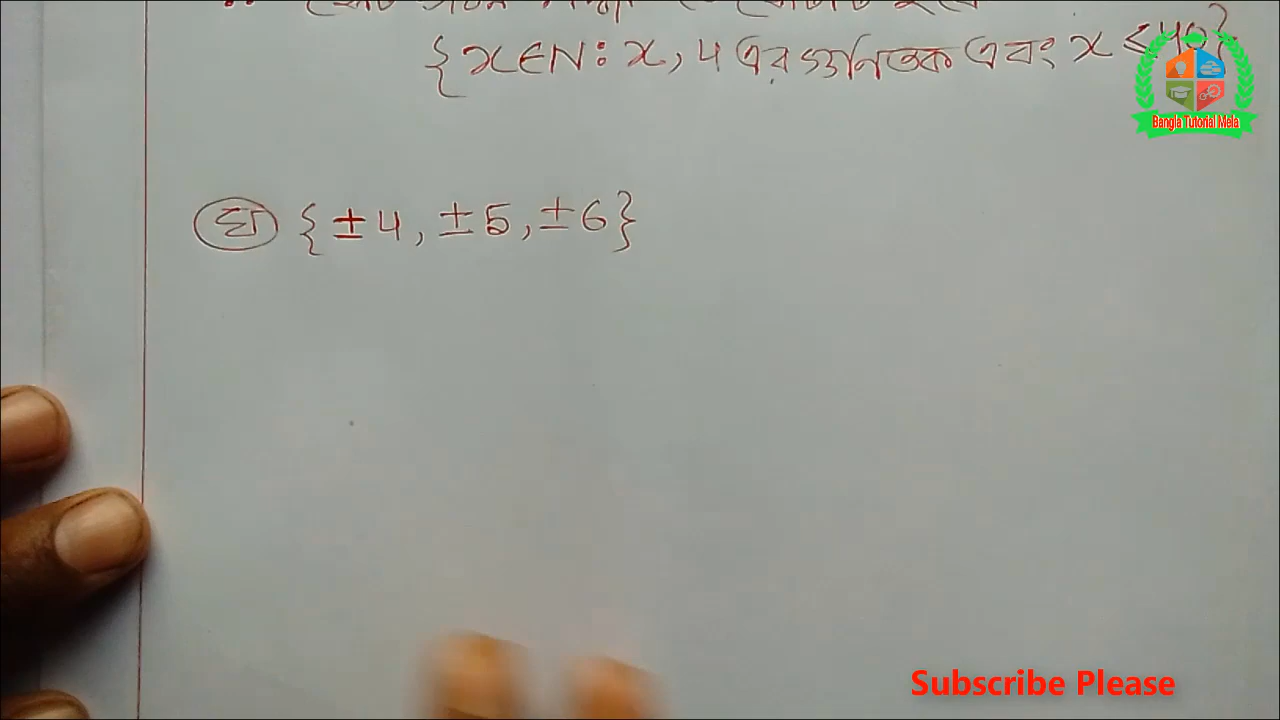 {x∈N : x, 4 এর গুণিতক এবং x ≤ 40}
Bangla Tutorial Mela
ঘ {±4, ±5, ±6}
Subscribe Please